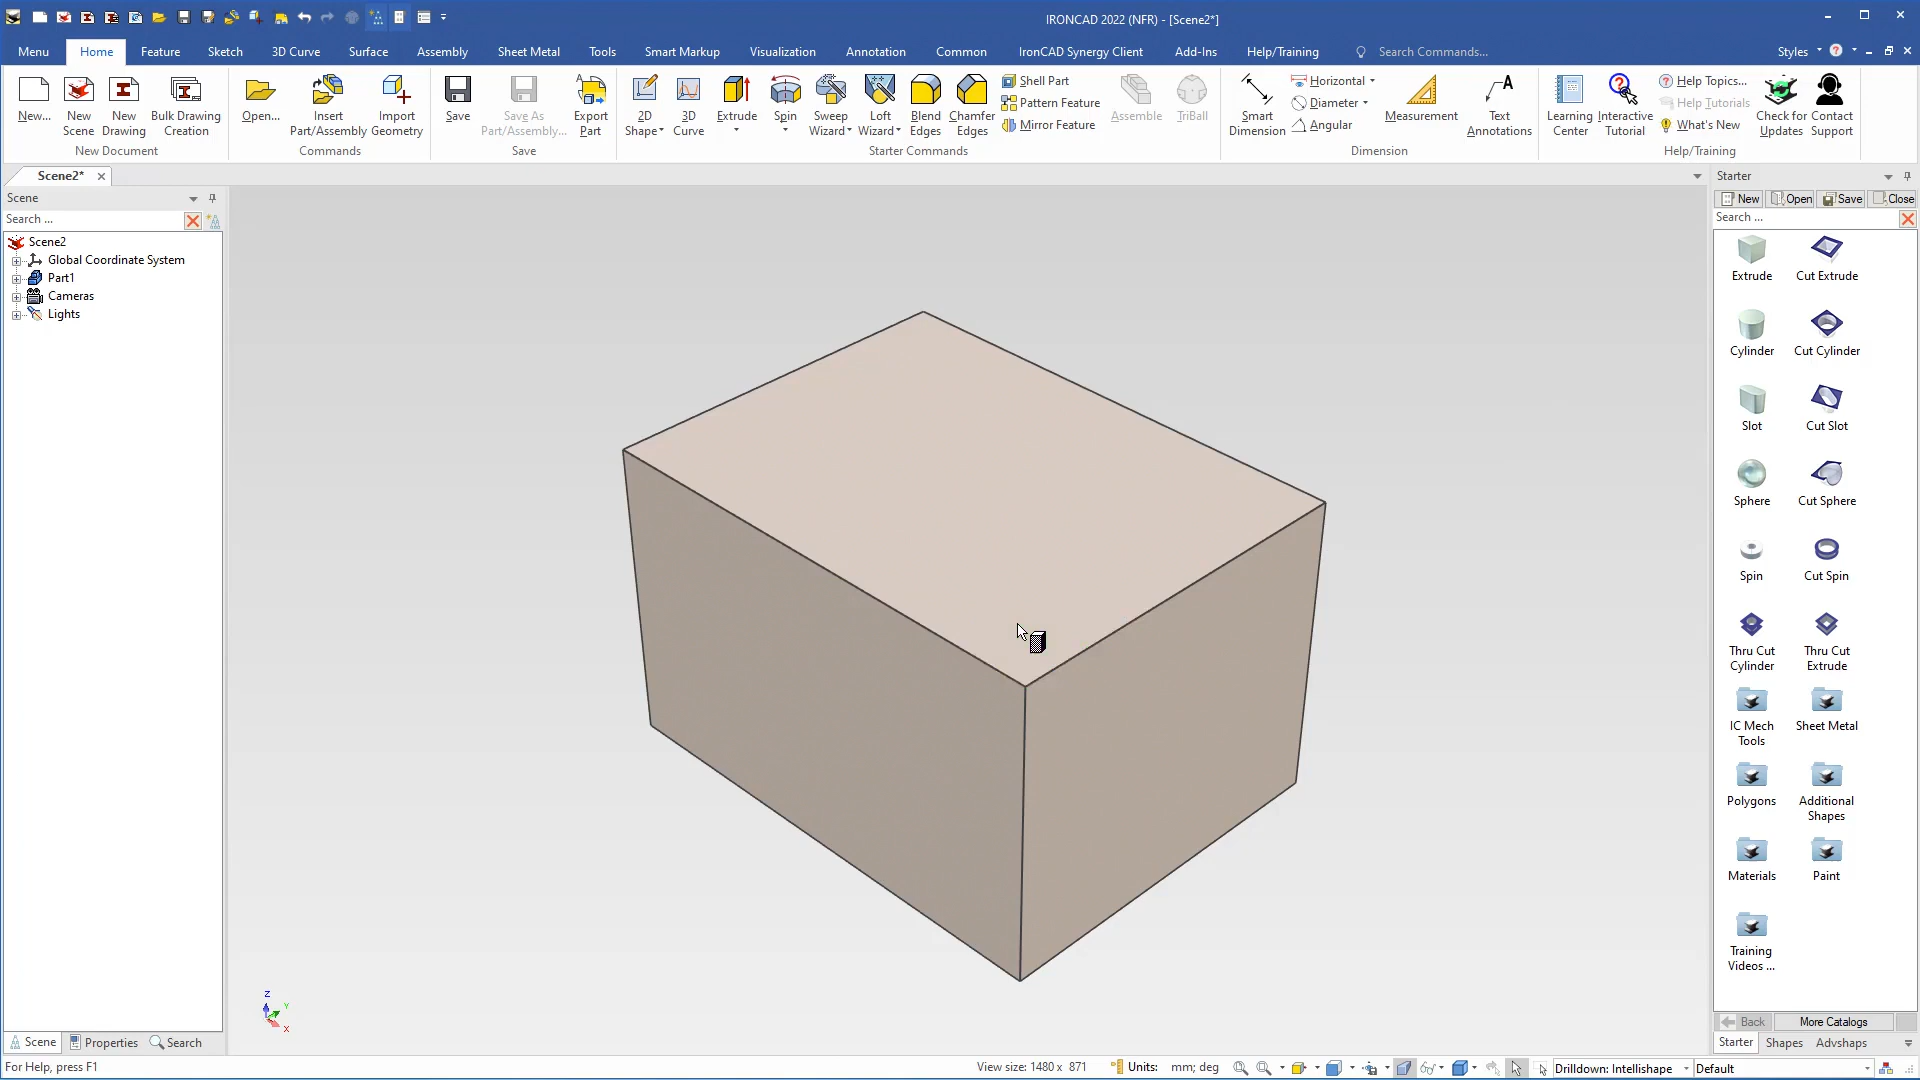 IRONCAD 2022 (NFR) - [Scene2*]
Menu Home Feature Sketch 3D Curve Surface Assembly Sheet Metal Tools Smart Markup Visualization Annotation Common IronCAD Synergy Client Add-Ins Help/Training Search Commands... Styles
New...
New Scene
New Drawing
Bulk Drawing Creation
New Document
Open...
Insert Part/Assembly
Import Geometry
Commands
Save
Save As Part/Assembly...
Export Part
Save
2D Shape
3D Curve
Extrude
Spin
Sweep Wizard
Loft Wizard
Blend Edges
Chamfer Edges
Shell Part
Pattern Feature
Mirror Feature
Assemble
TriBall
Starter Commands
Smart Dimension
Horizontal
Diameter
Angular
Measurement
Text Annotations
Dimension
Learning Center
Interactive Tutorial
Help Topics...
Help Tutorials
What's New
Check for Updates
Contact Support
Help/Training
Scene2*
Scene
Search ...
Scene2
Global Coordinate System
Part1
Cameras
Lights
Z
Y
X
Scene Properties Search
Starter
New Open Save Close
Search ...
Extrude Cut Extrude
Cylinder Cut Cylinder
Slot Cut Slot
Sphere Cut Sphere
Spin Cut Spin
Thru Cut Cylinder
Thru Cut Extrude
IC Mech Tools
Sheet Metal
Polygons
Additional Shapes
Materials Paint
Training Videos ...
Back More Catalogs
Starter Shapes Advshaps
For Help, press F1
View size: 1480 x 871
Units: mm; deg
Drilldown: Intellishape
Default